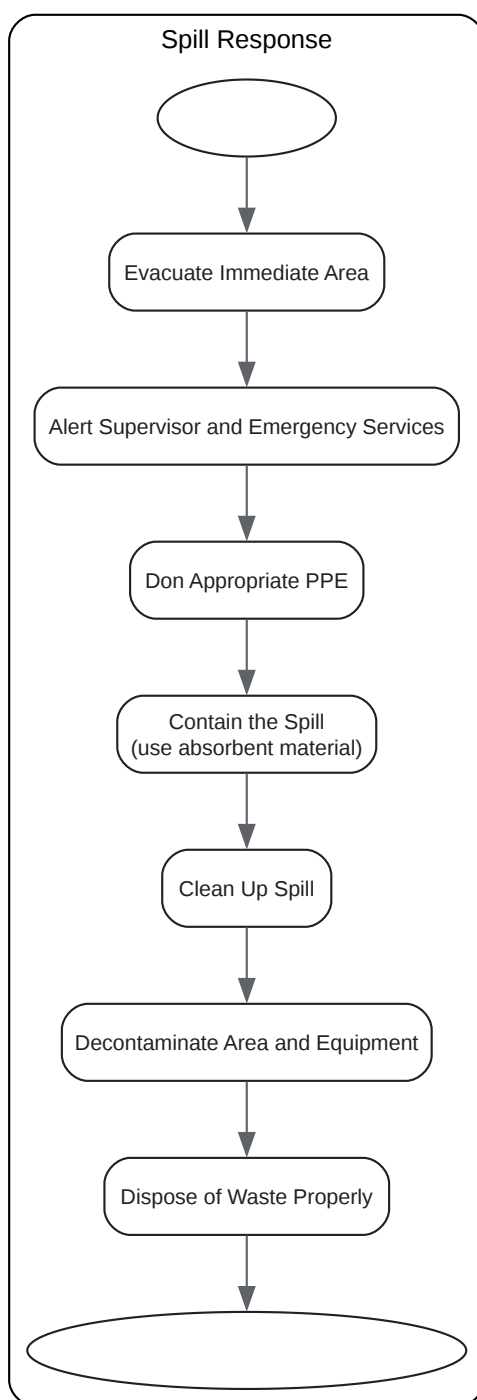 Spill Response
Evacuate Immediate Area
Alert Supervisor and Emergency Services
Don Appropriate PPE
Contain the Spill
(use absorbent material)
Clean Up Spill
Decontaminate Area and Equipment
Dispose of Waste Properly